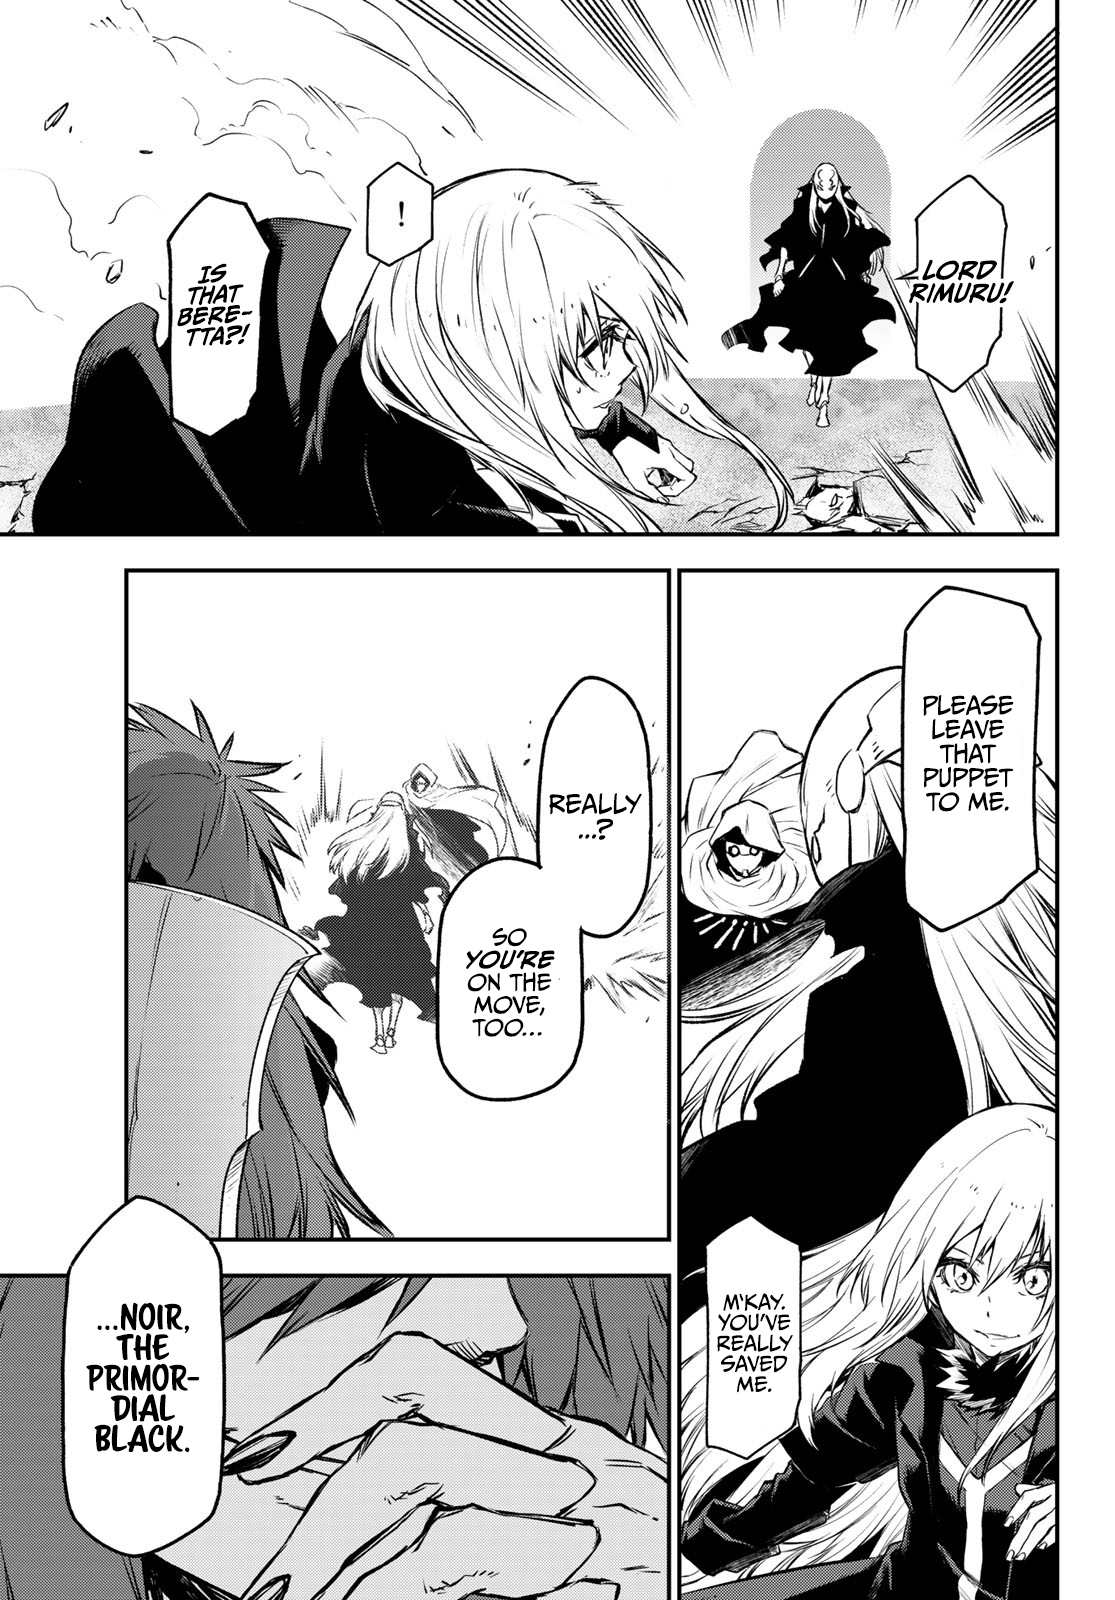 LORD
RIMURU!
!
IS
THAT
BERE-
TTA?!
PLEASE
LEAVE
THAT
PUPPET
TO ME.
M'KAY.
YOU'VE
REALLY
SAVED
ME.
REALLY
...?
SO
YOU'RE
ON THE
MOVE,
TOO...
...NOIR,
THE
PRIMOR-
DIAL
BLACK.